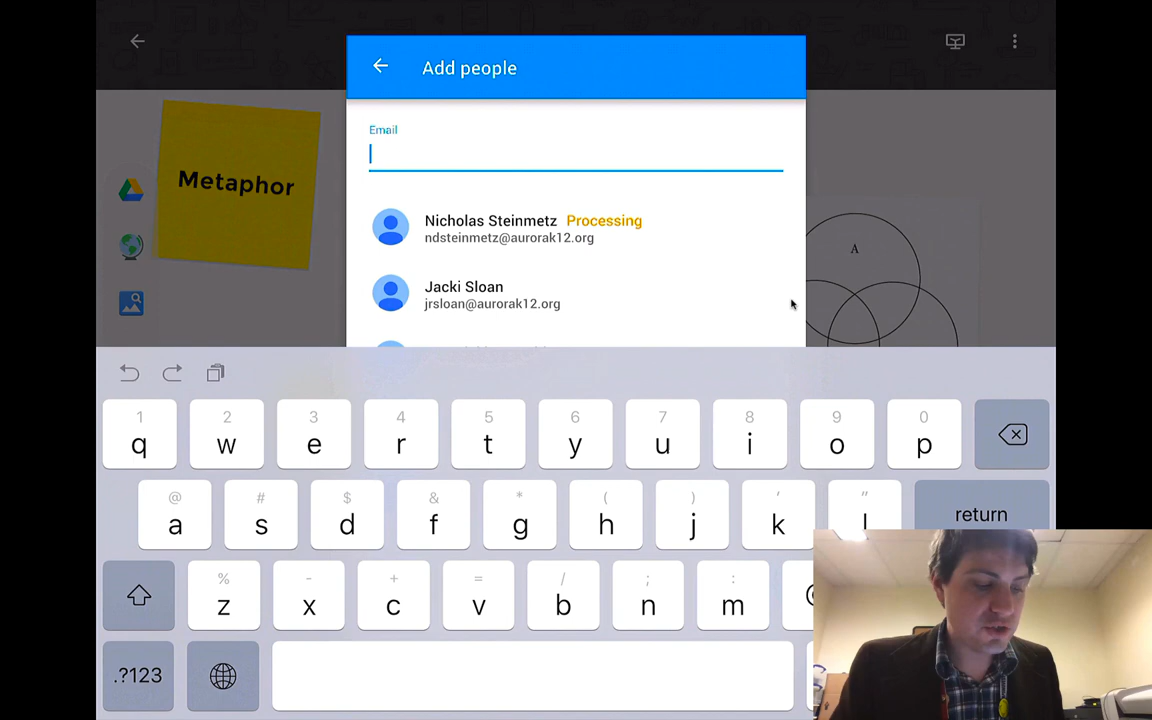 Add people
Email
Metaphor
Nicholas Steinmetz Processing
ndsteinmetz@aurorak12.org
Jacki Sloan
jrsloan@aurorak12.org
A
1 2 3 4 5 6 7 8 9 0
q w e r t y u i o p
@ # $ & * ( ) ' "
a s d f g h j k l return
% - + = / ; :
z x c v b n m
.?123